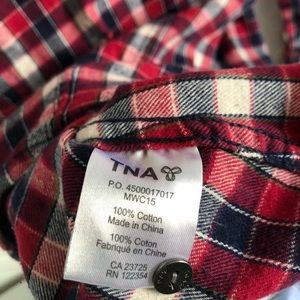 TNA
P.O. 4500017017
MWC15
100% Cotton
Made in China
100% Coton
Fabriqué en Chine
CA 23725
RN 122354